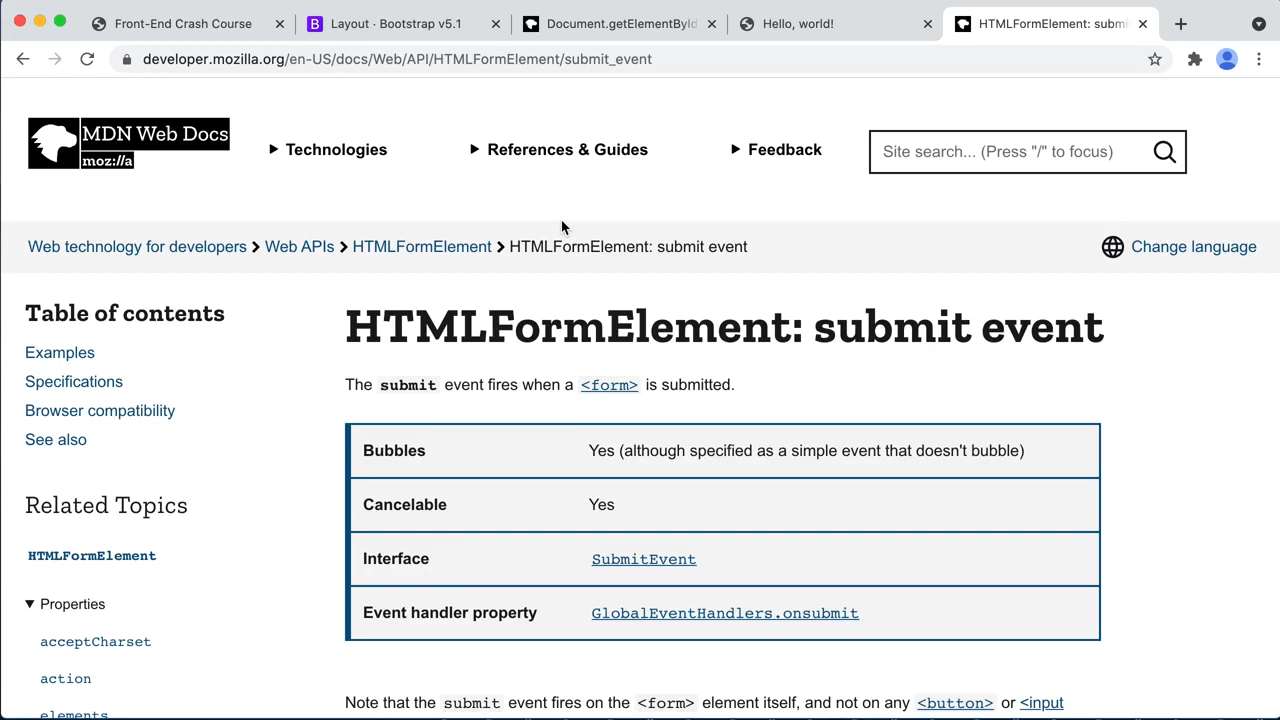 Front-End Crash Course
Layout · Bootstrap v5.1
Document.getElementById
Hello, world!
HTMLFormElement: submi
developer.mozilla.org/en-US/docs/Web/API/HTMLFormElement/submit_event
MDN Web Docs
moz://a
Technologies
References & Guides
Feedback
Site search... (Press "/" to focus)
Web technology for developers > Web APIs > HTMLFormElement > HTMLFormElement: submit event
Change language
Table of contents
Examples
Specifications
Browser compatibility
See also
Related Topics
HTMLFormElement
▼ Properties
acceptCharset
action
elements
HTMLFormElement: submit event
The submit event fires when a <form> is submitted.
Bubbles Yes (although specified as a simple event that doesn't bubble)
Cancelable Yes
Interface SubmitEvent
Event handler property GlobalEventHandlers.onsubmit
Note that the submit event fires on the <form> element itself, and not on any <button> or <input